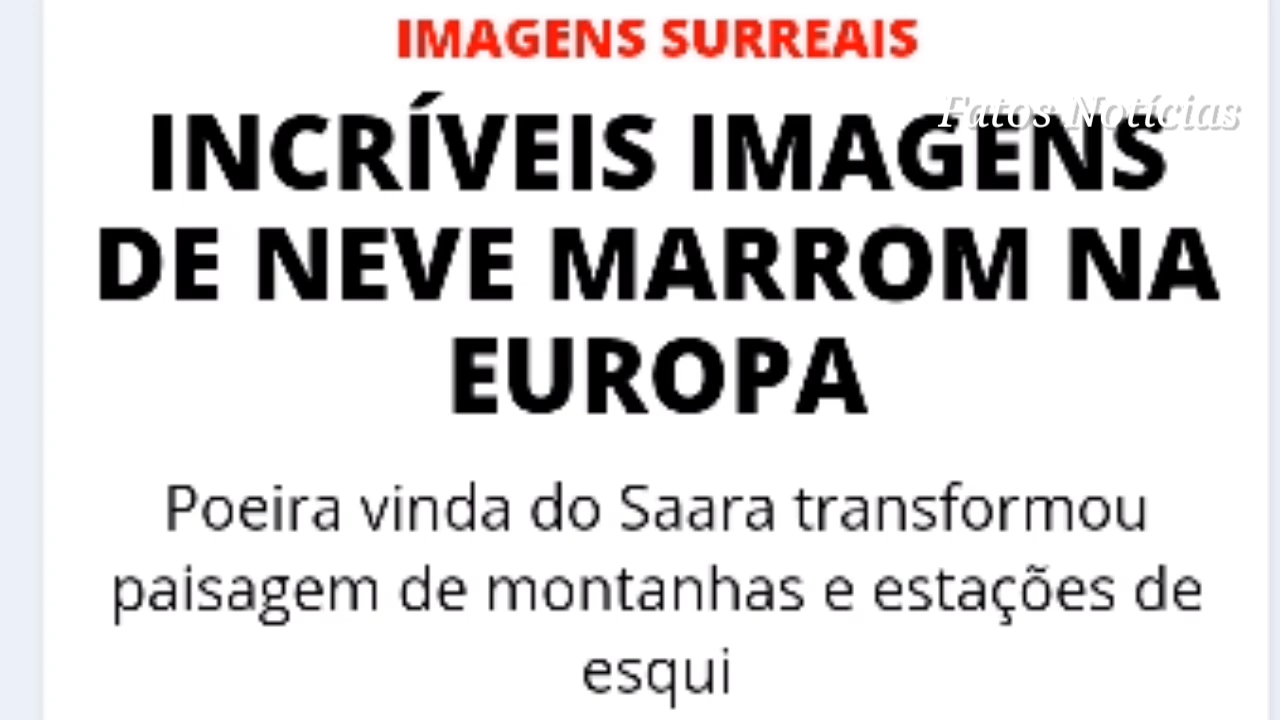 IMAGENS SURREAIS
Fatos Notícias
INCRÍVEIS IMAGENS
DE NEVE MARROM NA
EUROPA
Poeira vinda do Saara transformou
paisagem de montanhas e estações de
esqui